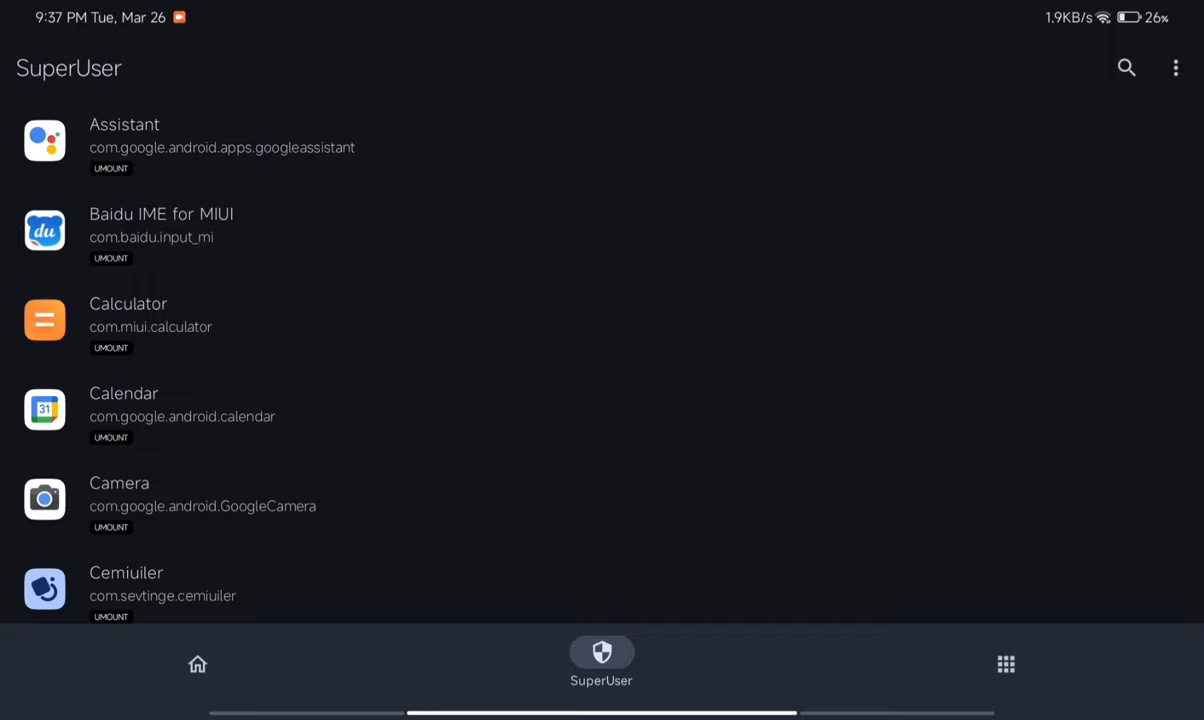 9:37 PM Tue, Mar 26
1.9KB/s 26%
SuperUser
Assistant
com.google.android.apps.googleassistant
UMOUNT
du
Baidu IME for MIUI
com.baidu.input_mi
UMOUNT
Calculator
com.miui.calculator
UMOUNT
31
Calendar
com.google.android.calendar
UMOUNT
Camera
com.google.android.GoogleCamera
UMOUNT
Cemiuiler
com.sevtinge.cemiuiler
UMOUNT
SuperUser